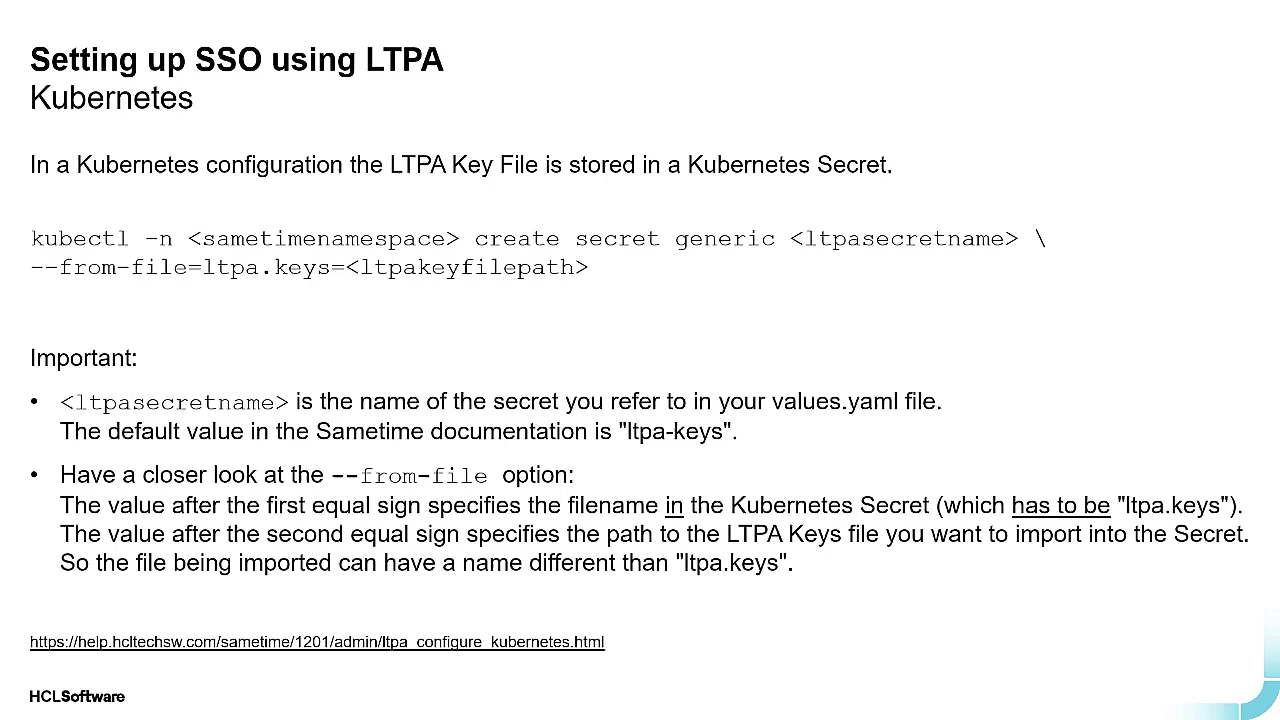 Setting up SSO using LTPA
Kubernetes
In a Kubernetes configuration the LTPA Key File is stored in a Kubernetes Secret.
kubectl -n <sametimenamespace> create secret generic <ltpasecretname> \
--from-file=ltpa.keys=<ltpakeyfilepath>
Important:
• <ltpasecretname> is the name of the secret you refer to in your values.yaml file.
The default value in the Sametime documentation is "ltpa-keys".
• Have a closer look at the --from-file option:
The value after the first equal sign specifies the filename in the Kubernetes Secret (which has to be "ltpa.keys").
The value after the second equal sign specifies the path to the LTPA Keys file you want to import into the Secret.
So the file being imported can have a name different than "ltpa.keys".
https://help.hcltechsw.com/sametime/1201/admin/ltpa_configure_kubernetes.html
HCLSoftware